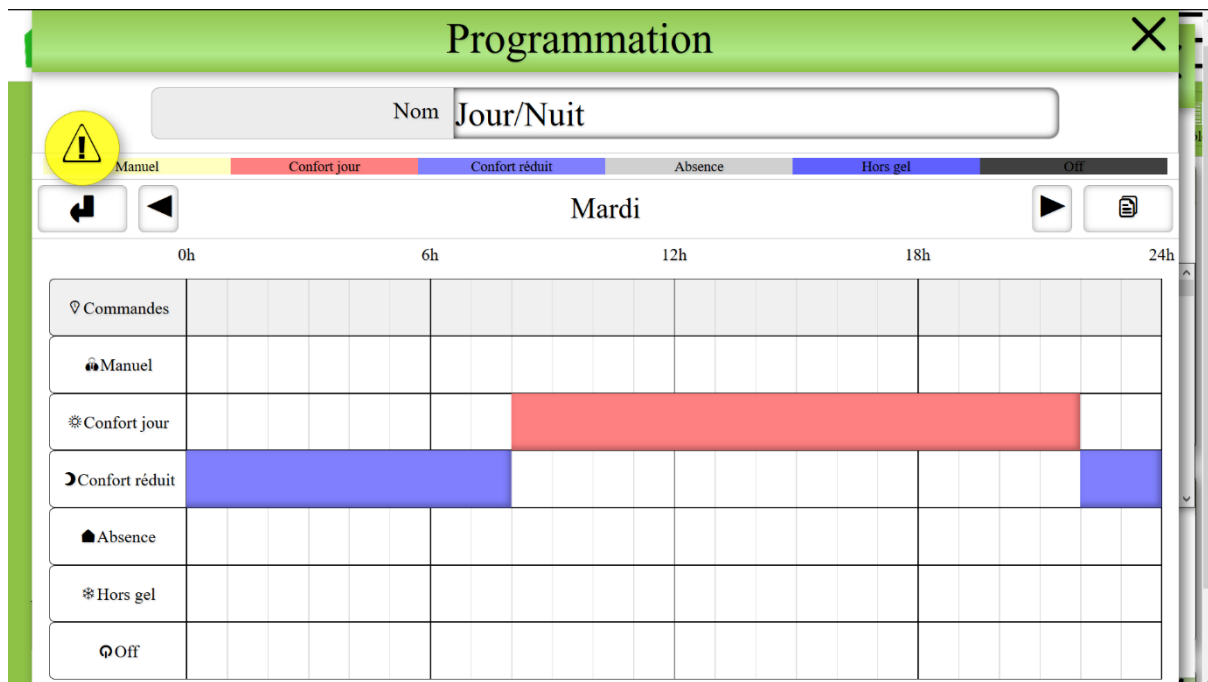 Programmation
Nom Jour/Nuit
Manuel Confort jour Confort réduit Absence Hors gel Off
Mardi
0h 6h 12h 18h 24h
Commandes
Manuel
Confort jour
Confort réduit
Absence
Hors gel
Off